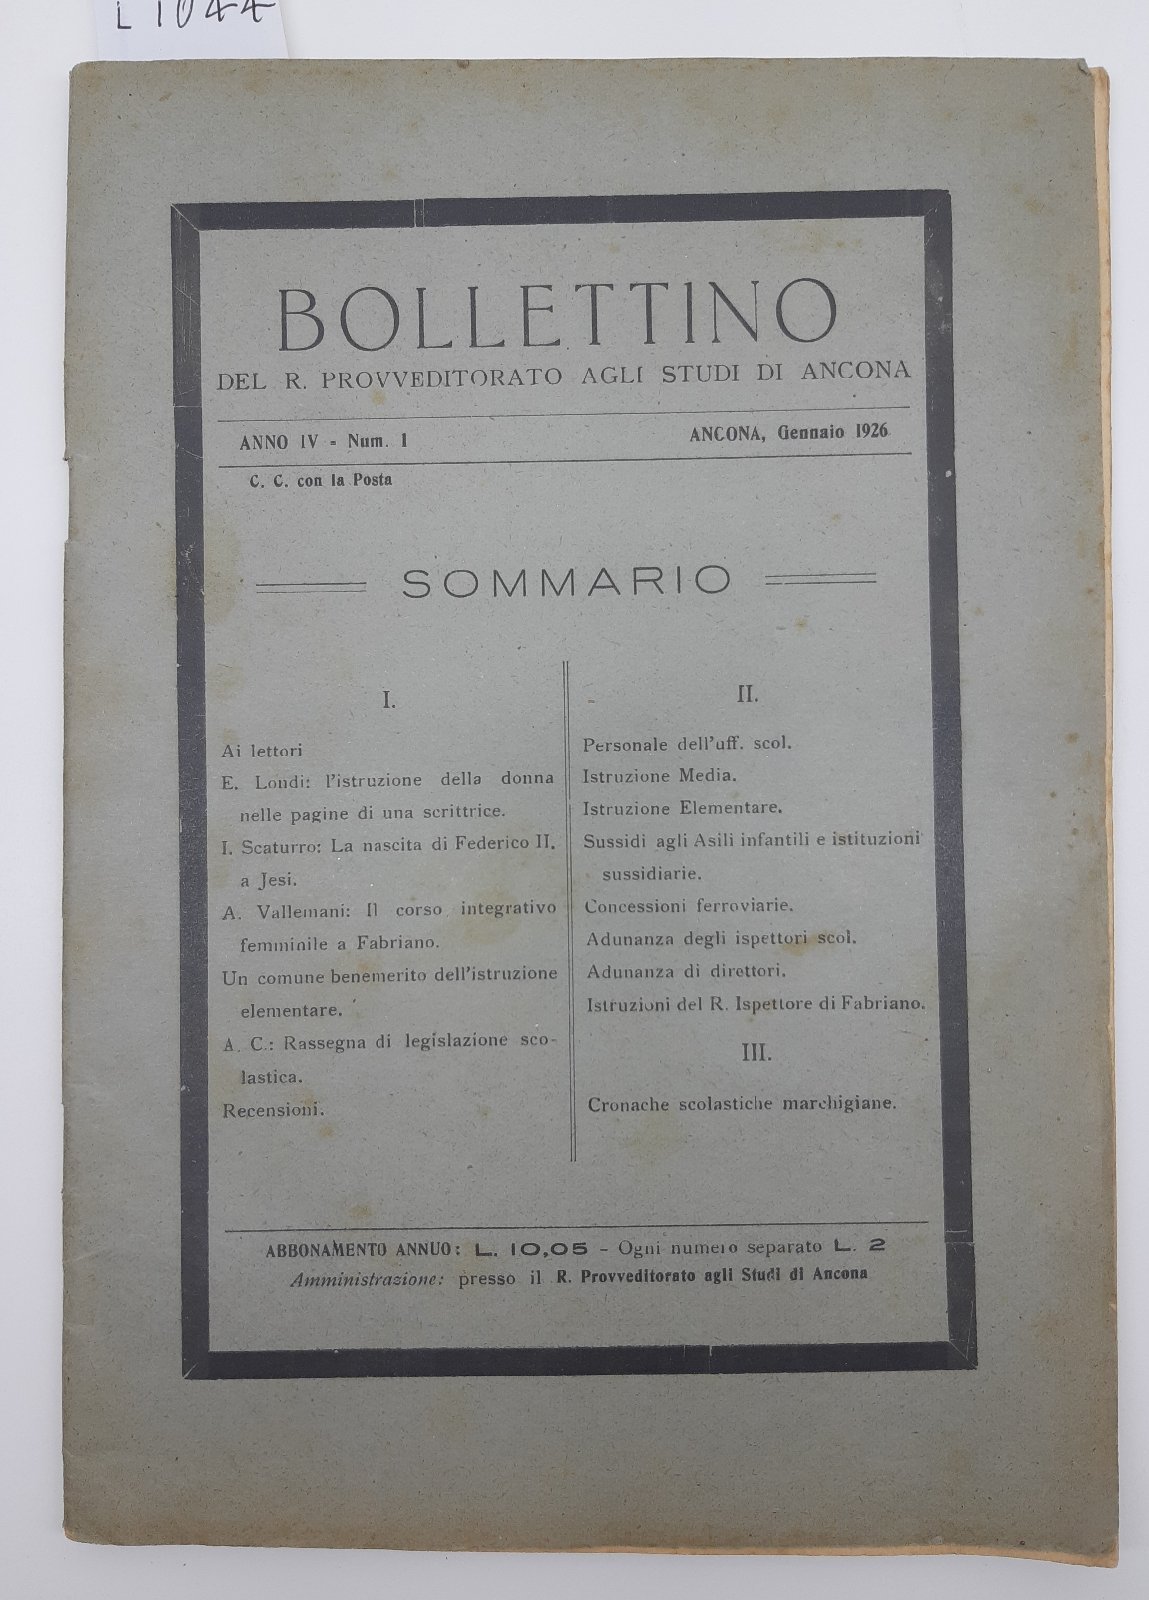 L 1044
BOLLETTINO
DEL R. PROVVEDITORATO AGLI STUDI DI ANCONA
ANNO IV - Num. 1
ANCONA, Gennaio 1926
C. C. con la Posta
SOMMARIO
I.
Ai lettori
E. Londi: l'istruzione della donna
nelle pagine di una scrittrice.
I. Scaturro: La nascita di Federico II.
a Jesi.
A. Vallemani: Il corso integrativo
femminile a Fabriano.
Un comune benemerito dell'istruzione
elementare.
A. C.: Rassegna di legislazione sco-
lastica.
Recensioni.
II.
Personale dell'uff. scol.
Istruzione Media.
Istruzione Elementare.
Sussidi agli Asili infantili e istituzioni
sussidiarie.
Concessioni ferroviarie.
Adunanza degli ispettori scol.
Adunanza di direttori.
Istruzioni del R. Ispettore di Fabriano.
III.
Cronache scolastiche marchigiane.
ABBONAMENTO ANNUO: L. 10,05 - Ogni numero separato L. 2
Amministrazione: presso il R. Provveditorato agli Studi di Ancona